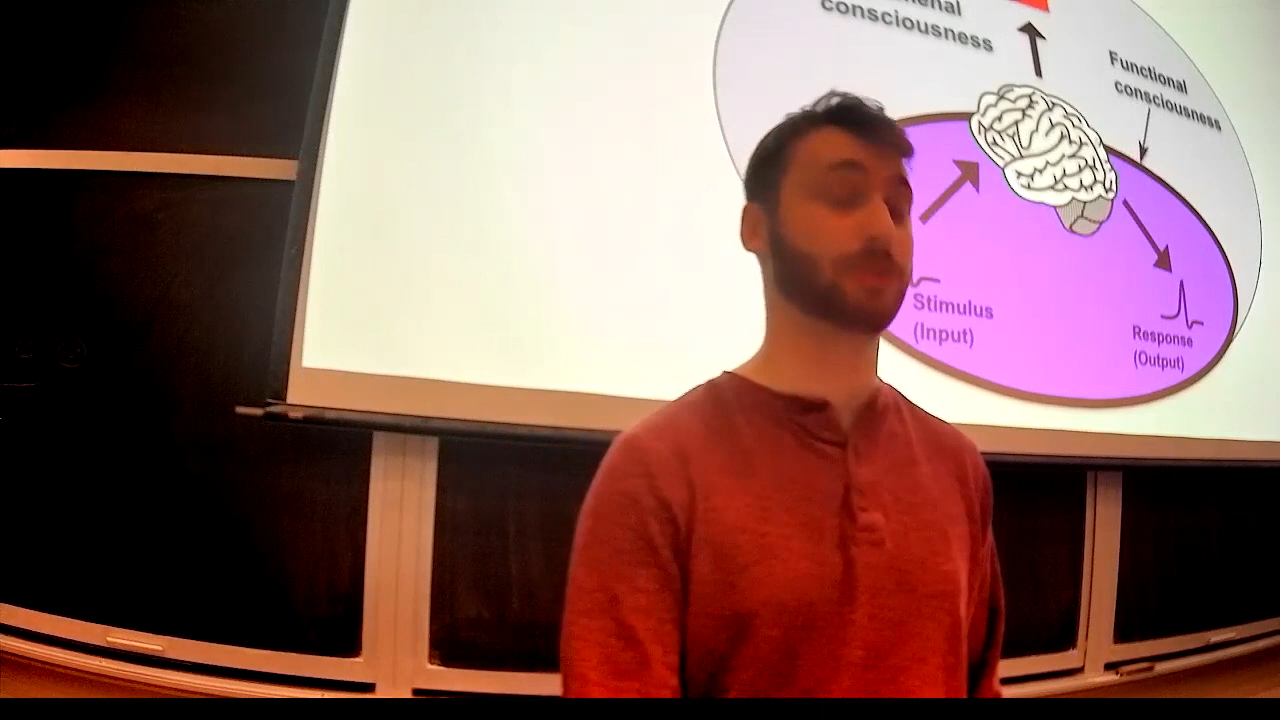 consciousness
Functional
consciousness
Stimulus
(Input)
Response
(Output)